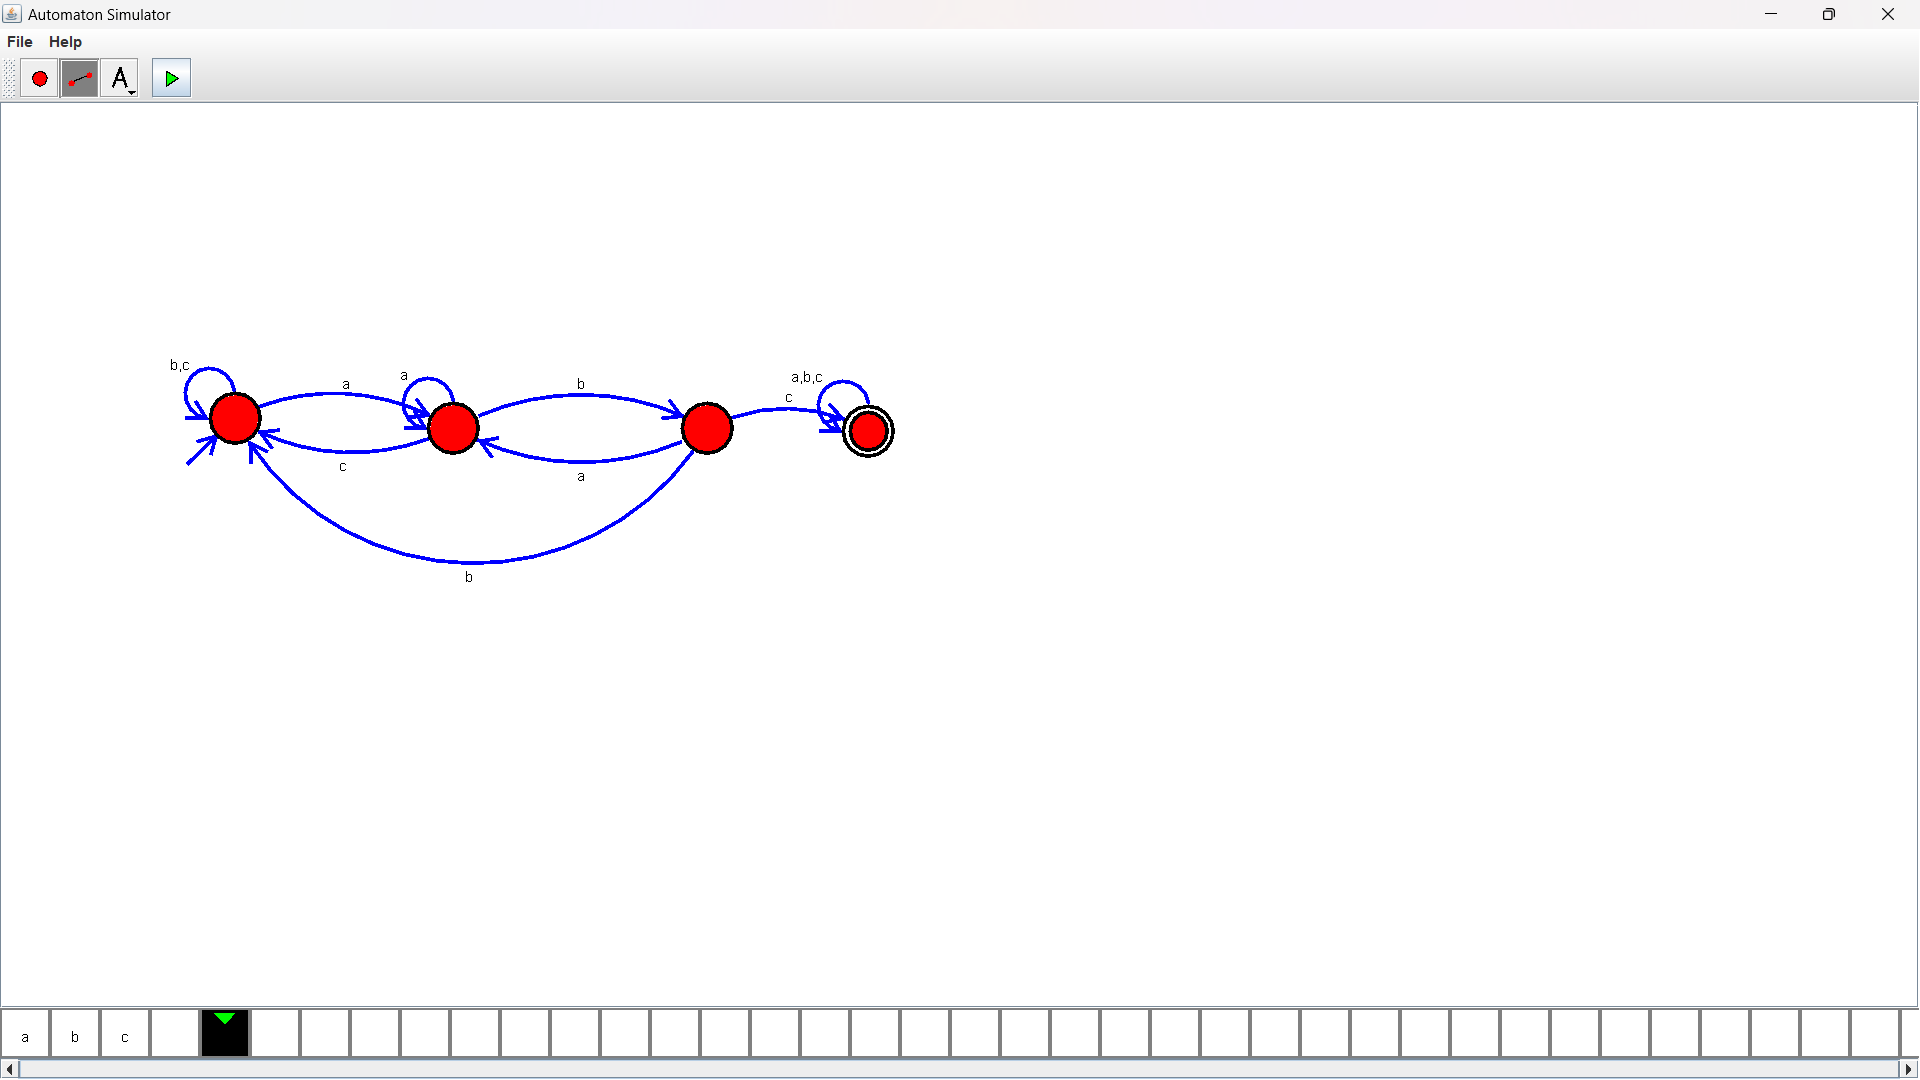 Automaton Simulator
File Help
A
b,c
a
a
b
a,b,c
c
c
a
b
a b c